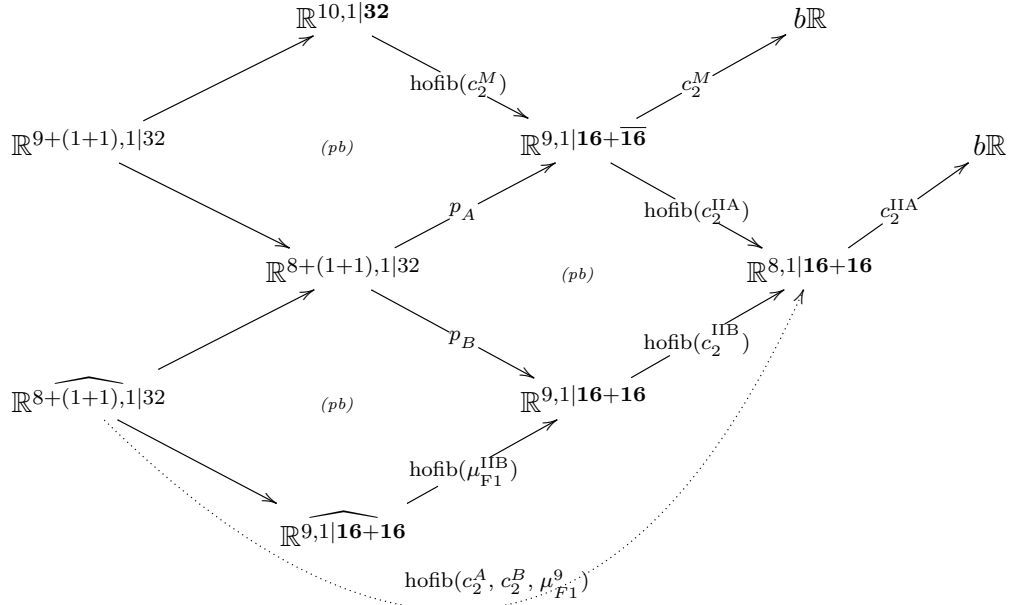 ℝ^{10,1|𝟑𝟐} bℝ
hofib(c_2^M) c_2^M
ℝ^{9+(1+1),1|32} (pb) ℝ^{9,1|𝟏𝟔+\overline{𝟏𝟔}} bℝ
p_A hofib(c_2^{IIA}) c_2^{IIA}
ℝ^{8+(1+1),1|32} (pb) ℝ^{8,1|𝟏𝟔+𝟏𝟔}
p_B hofib(c_2^{IIB})
ℝ^{\widehat{8+(1+1),1}|32} (pb) ℝ^{9,1|𝟏𝟔+𝟏𝟔}
hofib(μ_{F1}^{IIB})
\widehat{ℝ^{9,1|𝟏𝟔+𝟏𝟔}}
hofib(c_2^A, c_2^B, μ_{F1}^9)